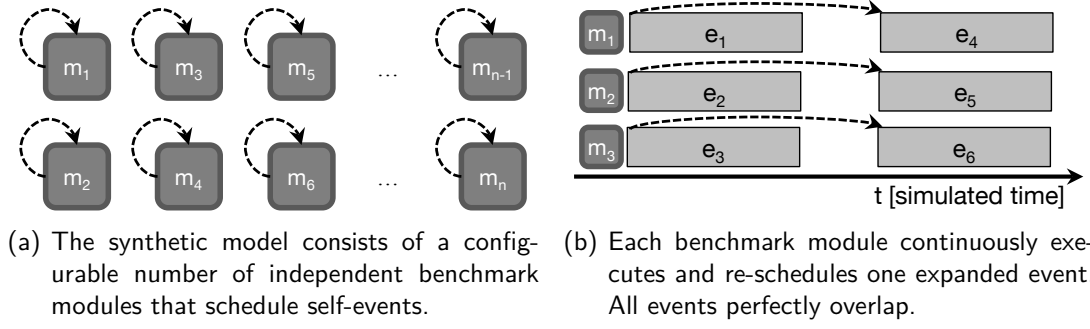 m1 m3 m5 ... mn-1
m2 m4 m6 ... mn
m1 e1 e4
m2 e2 e5
m3 e3 e6
t [simulated time]
(a) The synthetic model consists of a config-
urable number of independent benchmark
modules that schedule self-events.
(b) Each benchmark module continuously exe-
cutes and re-schedules one expanded event
All events perfectly overlap.